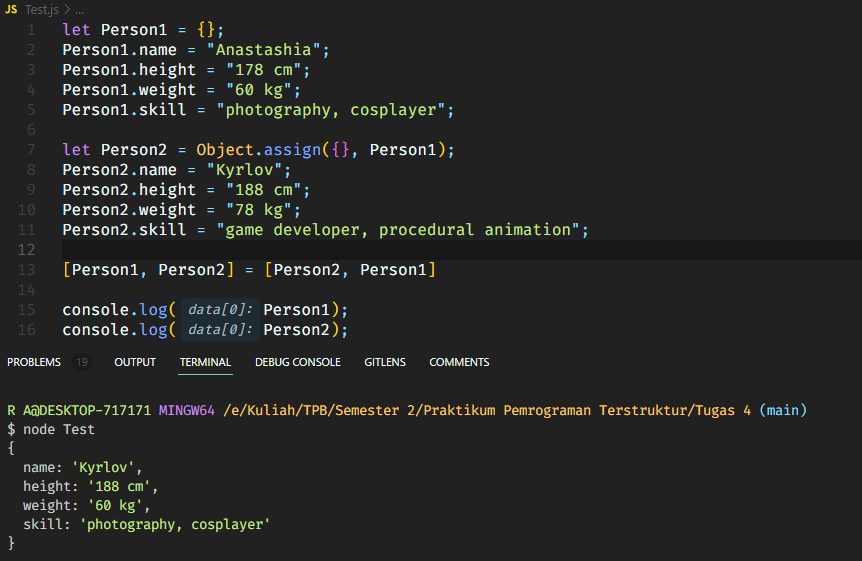 JS Test.js > ...
1 let Person1 = {};
2 Person1.name = "Anastashia";
3 Person1.height = "178 cm";
4 Person1.weight = "60 kg";
5 Person1.skill = "photography, cosplayer";
6
7 let Person2 = Object.assign({}, Person1);
8 Person2.name = "Kyrlov";
9 Person2.height = "188 cm";
10 Person2.weight = "78 kg";
11 Person2.skill = "game developer, procedural animation";
12
13 [Person1, Person2] = [Person2, Person1]
14
15 console.log( data[0]: Person1);
16 console.log( data[0]: Person2);
PROBLEMS 19 OUTPUT TERMINAL DEBUG CONSOLE GITLENS COMMENTS
R A@DESKTOP-717171 MINGW64 /e/Kuliah/TPB/Semester 2/Praktikum Pemrograman Terstruktur/Tugas 4 (main)
$ node Test
{
name: 'Kyrlov',
height: '188 cm',
weight: '60 kg',
skill: 'photography, cosplayer'
}